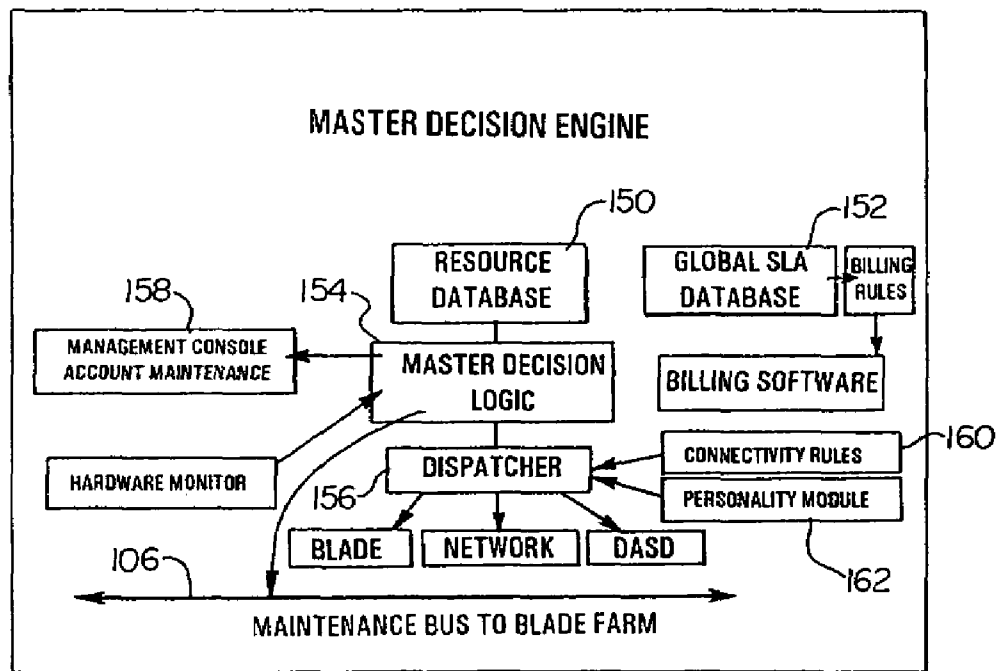 MASTER DECISION ENGINE
150
152
RESOURCE
DATABASE
GLOBAL SLA
DATABASE
BILLING
RULES
158
154
MANAGEMENT CONSOLE
ACCOUNT MAINTENANCE
MASTER DECISION
LOGIC
BILLING SOFTWARE
HARDWARE MONITOR
156
DISPATCHER
CONNECTIVITY RULES
160
PERSONALITY MODULE
162
BLADE
NETWORK
DASD
106
MAINTENANCE BUS TO BLADE FARM